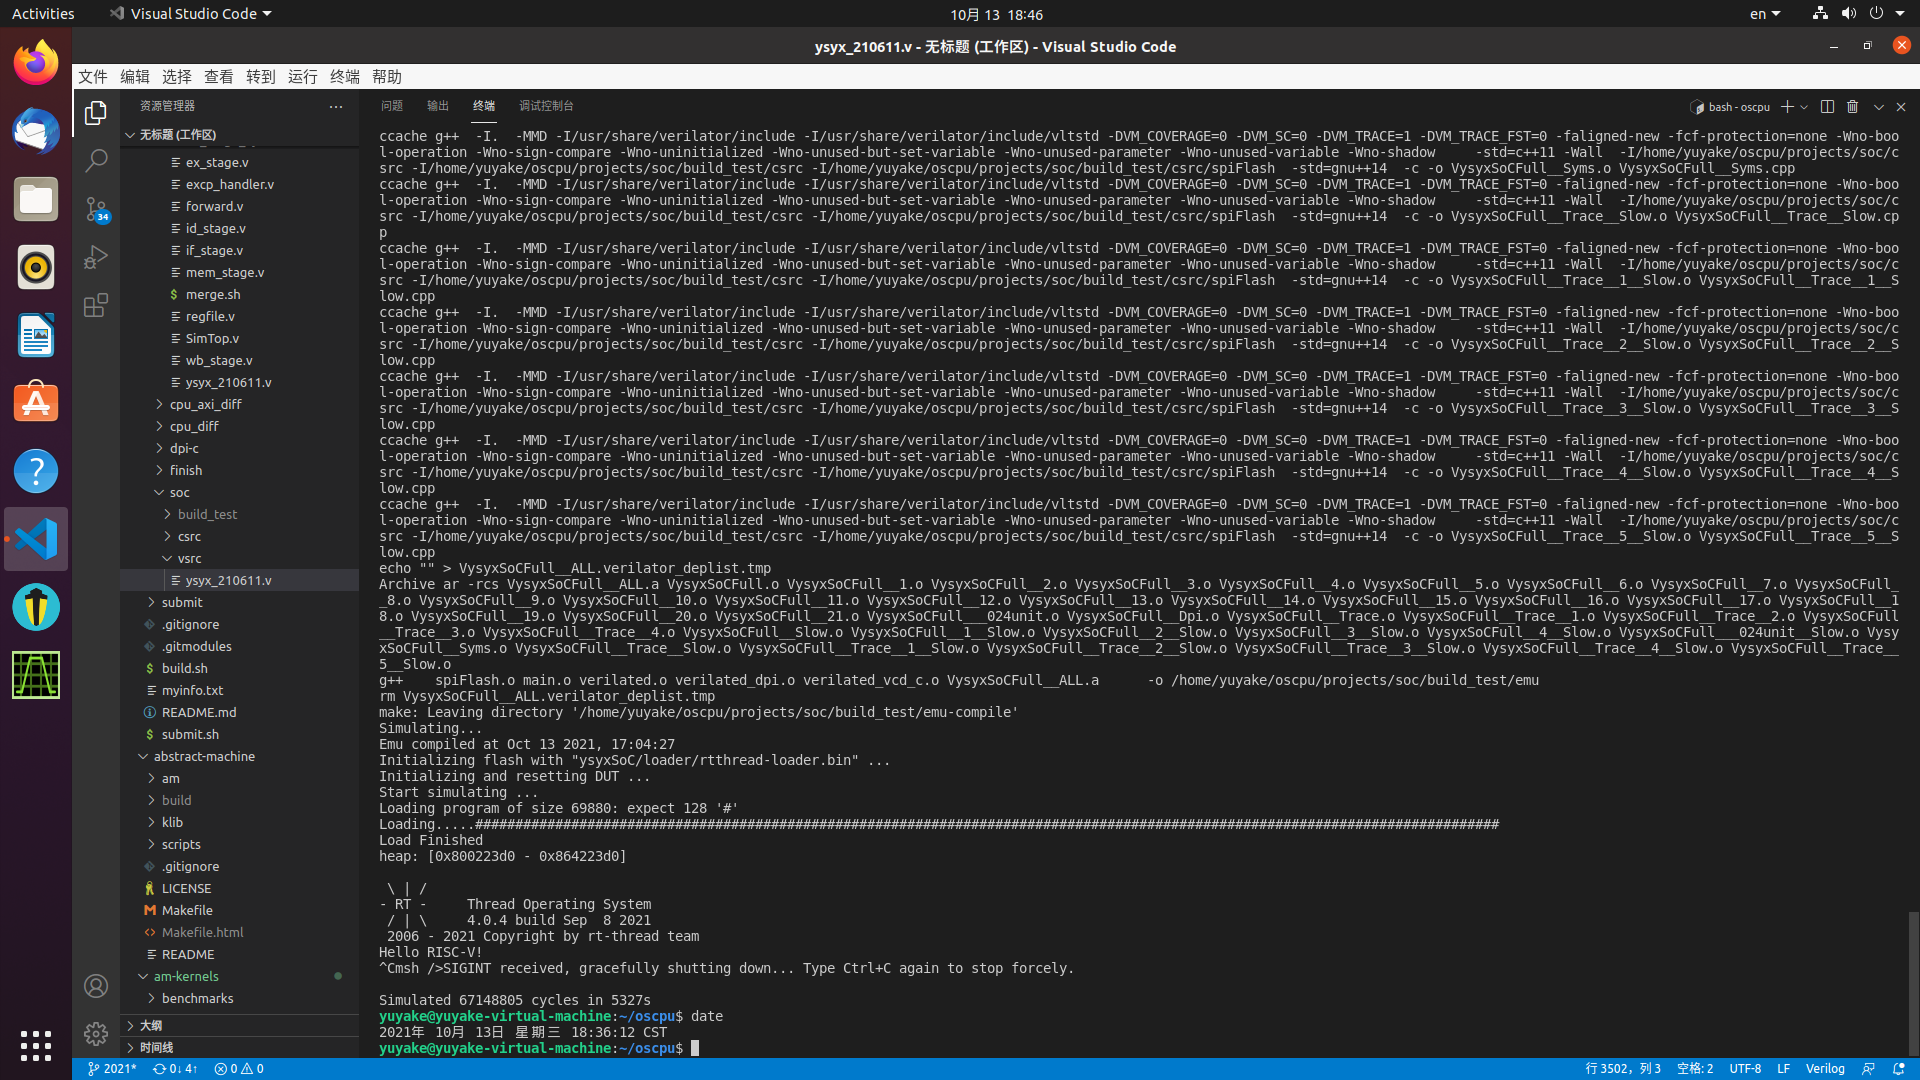 Activities
Visual Studio Code
10月 13 18:46
en
ysyx_210611.v - 无标题 (工作区) - Visual Studio Code
文件 编辑 选择 查看 转到 运行 终端 帮助
资源管理器
无标题 (工作区)
ex_stage.v
excp_handler.v
forward.v
id_stage.v
if_stage.v
mem_stage.v
merge.sh
regfile.v
SimTop.v
wb_stage.v
ysyx_210611.v
cpu_axi_diff
cpu_diff
dpi-c
finish
soc
build_test
csrc
vsrc
ysyx_210611.v
submit
.gitignore
.gitmodules
build.sh
myinfo.txt
README.md
submit.sh
abstract-machine
am
build
klib
scripts
.gitignore
LICENSE
Makefile
Makefile.html
README
am-kernels
benchmarks
大纲
时间线
34
问题 输出 终端 调试控制台
bash - oscpu
ccache g++  -I.  -MMD -I/usr/share/verilator/include -I/usr/share/verilator/include/vltstd -DVM_COVERAGE=0 -DVM_SC=0 -DVM_TRACE=1 -DVM_TRACE_FST=0 -faligned-new -fcf-protection=none -Wno-boo
l-operation -Wno-sign-compare -Wno-uninitialized -Wno-unused-but-set-variable -Wno-unused-parameter -Wno-unused-variable -Wno-shadow     -std=c++11 -Wall  -I/home/yuyake/oscpu/projects/soc/c
src -I/home/yuyake/oscpu/projects/soc/build_test/csrc -I/home/yuyake/oscpu/projects/soc/build_test/csrc/spiFlash  -std=gnu++14  -c -o VysyxSoCFull__Syms.o VysyxSoCFull__Syms.cpp
ccache g++  -I.  -MMD -I/usr/share/verilator/include -I/usr/share/verilator/include/vltstd -DVM_COVERAGE=0 -DVM_SC=0 -DVM_TRACE=1 -DVM_TRACE_FST=0 -faligned-new -fcf-protection=none -Wno-boo
l-operation -Wno-sign-compare -Wno-uninitialized -Wno-unused-but-set-variable -Wno-unused-parameter -Wno-unused-variable -Wno-shadow     -std=c++11 -Wall  -I/home/yuyake/oscpu/projects/soc/c
src -I/home/yuyake/oscpu/projects/soc/build_test/csrc -I/home/yuyake/oscpu/projects/soc/build_test/csrc/spiFlash  -std=gnu++14  -c -o VysyxSoCFull__Trace__Slow.o VysyxSoCFull__Trace__Slow.cp
p
ccache g++  -I.  -MMD -I/usr/share/verilator/include -I/usr/share/verilator/include/vltstd -DVM_COVERAGE=0 -DVM_SC=0 -DVM_TRACE=1 -DVM_TRACE_FST=0 -faligned-new -fcf-protection=none -Wno-boo
l-operation -Wno-sign-compare -Wno-uninitialized -Wno-unused-but-set-variable -Wno-unused-parameter -Wno-unused-variable -Wno-shadow     -std=c++11 -Wall  -I/home/yuyake/oscpu/projects/soc/c
src -I/home/yuyake/oscpu/projects/soc/build_test/csrc -I/home/yuyake/oscpu/projects/soc/build_test/csrc/spiFlash  -std=gnu++14  -c -o VysyxSoCFull__Trace__1__Slow.o VysyxSoCFull__Trace__1__S
low.cpp
ccache g++  -I.  -MMD -I/usr/share/verilator/include -I/usr/share/verilator/include/vltstd -DVM_COVERAGE=0 -DVM_SC=0 -DVM_TRACE=1 -DVM_TRACE_FST=0 -faligned-new -fcf-protection=none -Wno-boo
l-operation -Wno-sign-compare -Wno-uninitialized -Wno-unused-but-set-variable -Wno-unused-parameter -Wno-unused-variable -Wno-shadow     -std=c++11 -Wall  -I/home/yuyake/oscpu/projects/soc/c
src -I/home/yuyake/oscpu/projects/soc/build_test/csrc -I/home/yuyake/oscpu/projects/soc/build_test/csrc/spiFlash  -std=gnu++14  -c -o VysyxSoCFull__Trace__2__Slow.o VysyxSoCFull__Trace__2__S
low.cpp
ccache g++  -I.  -MMD -I/usr/share/verilator/include -I/usr/share/verilator/include/vltstd -DVM_COVERAGE=0 -DVM_SC=0 -DVM_TRACE=1 -DVM_TRACE_FST=0 -faligned-new -fcf-protection=none -Wno-boo
l-operation -Wno-sign-compare -Wno-uninitialized -Wno-unused-but-set-variable -Wno-unused-parameter -Wno-unused-variable -Wno-shadow     -std=c++11 -Wall  -I/home/yuyake/oscpu/projects/soc/c
src -I/home/yuyake/oscpu/projects/soc/build_test/csrc -I/home/yuyake/oscpu/projects/soc/build_test/csrc/spiFlash  -std=gnu++14  -c -o VysyxSoCFull__Trace__3__Slow.o VysyxSoCFull__Trace__3__S
low.cpp
ccache g++  -I.  -MMD -I/usr/share/verilator/include -I/usr/share/verilator/include/vltstd -DVM_COVERAGE=0 -DVM_SC=0 -DVM_TRACE=1 -DVM_TRACE_FST=0 -faligned-new -fcf-protection=none -Wno-boo
l-operation -Wno-sign-compare -Wno-uninitialized -Wno-unused-but-set-variable -Wno-unused-parameter -Wno-unused-variable -Wno-shadow     -std=c++11 -Wall  -I/home/yuyake/oscpu/projects/soc/c
src -I/home/yuyake/oscpu/projects/soc/build_test/csrc -I/home/yuyake/oscpu/projects/soc/build_test/csrc/spiFlash  -std=gnu++14  -c -o VysyxSoCFull__Trace__4__Slow.o VysyxSoCFull__Trace__4__S
low.cpp
ccache g++  -I.  -MMD -I/usr/share/verilator/include -I/usr/share/verilator/include/vltstd -DVM_COVERAGE=0 -DVM_SC=0 -DVM_TRACE=1 -DVM_TRACE_FST=0 -faligned-new -fcf-protection=none -Wno-boo
l-operation -Wno-sign-compare -Wno-uninitialized -Wno-unused-but-set-variable -Wno-unused-parameter -Wno-unused-variable -Wno-shadow     -std=c++11 -Wall  -I/home/yuyake/oscpu/projects/soc/c
src -I/home/yuyake/oscpu/projects/soc/build_test/csrc -I/home/yuyake/oscpu/projects/soc/build_test/csrc/spiFlash  -std=gnu++14  -c -o VysyxSoCFull__Trace__5__Slow.o VysyxSoCFull__Trace__5__S
low.cpp
echo "" > VysyxSoCFull__ALL.verilator_deplist.tmp
Archive ar -rcs VysyxSoCFull__ALL.a VysyxSoCFull.o VysyxSoCFull__1.o VysyxSoCFull__2.o VysyxSoCFull__3.o VysyxSoCFull__4.o VysyxSoCFull__5.o VysyxSoCFull__6.o VysyxSoCFull__7.o VysyxSoCFull_
_8.o VysyxSoCFull__9.o VysyxSoCFull__10.o VysyxSoCFull__11.o VysyxSoCFull__12.o VysyxSoCFull__13.o VysyxSoCFull__14.o VysyxSoCFull__15.o VysyxSoCFull__16.o VysyxSoCFull__17.o VysyxSoCFull__1
8.o VysyxSoCFull__19.o VysyxSoCFull__20.o VysyxSoCFull__21.o VysyxSoCFull___024unit.o VysyxSoCFull__Dpi.o VysyxSoCFull__Trace.o VysyxSoCFull__Trace__1.o VysyxSoCFull__Trace__2.o VysyxSoCFull
__Trace__3.o VysyxSoCFull__Trace__4.o VysyxSoCFull__Slow.o VysyxSoCFull__1__Slow.o VysyxSoCFull__2__Slow.o VysyxSoCFull__3__Slow.o VysyxSoCFull__4__Slow.o VysyxSoCFull___024unit__Slow.o Vysy
xSoCFull__Syms.o VysyxSoCFull__Trace__Slow.o VysyxSoCFull__Trace__1__Slow.o VysyxSoCFull__Trace__2__Slow.o VysyxSoCFull__Trace__3__Slow.o VysyxSoCFull__Trace__4__Slow.o VysyxSoCFull__Trace__
5__Slow.o
g++    spiFlash.o main.o verilated.o verilated_dpi.o verilated_vcd_c.o VysyxSoCFull__ALL.a      -o /home/yuyake/oscpu/projects/soc/build_test/emu
rm VysyxSoCFull__ALL.verilator_deplist.tmp
make: Leaving directory '/home/yuyake/oscpu/projects/soc/build_test/emu-compile'
Simulating...
Emu compiled at Oct 13 2021, 17:04:27
Initializing flash with "ysyxSoC/loader/rtthread-loader.bin" ...
Initializing and resetting DUT ...
Start simulating ...
Loading program of size 69880: expect 128 '#'
Loading.....################################################################################################################################
Load Finished
heap: [0x800223d0 - 0x864223d0]
 \ | /
- RT -     Thread Operating System
 / | \     4.0.4 build Sep  8 2021
 2006 - 2021 Copyright by rt-thread team
Hello RISC-V!
^Cmsh />SIGINT received, gracefully shutting down... Type Ctrl+C again to stop forcely.
Simulated 67148805 cycles in 5327s
yuyake@yuyake-virtual-machine:~/oscpu$ date
2021年 10月 13日 星期三 18:36:12 CST
yuyake@yuyake-virtual-machine:~/oscpu$
2021* 0↓ 4↑ 0 0
行 3502，列 3 空格: 2 UTF-8 LF Verilog